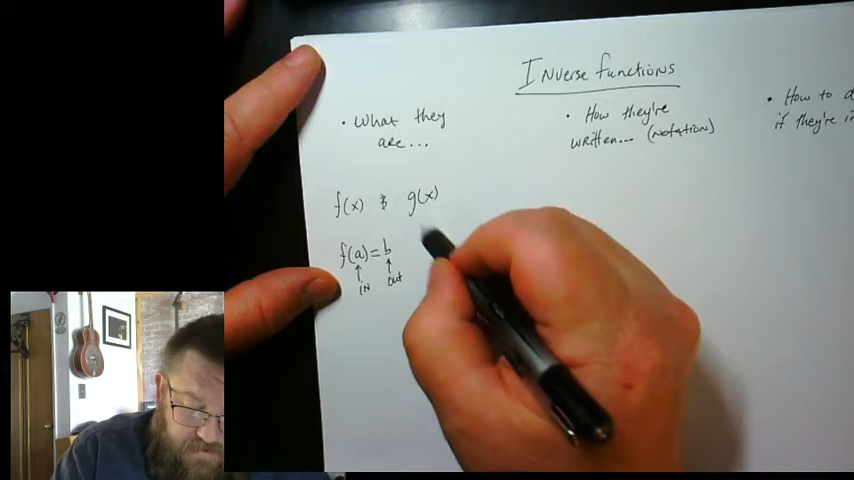 Inverse functions
• What they
are...
• How they're
written... (notation)
• How to d
if they're i
f(x) & g(x)
f(a)=b
↑ ↑
IN out